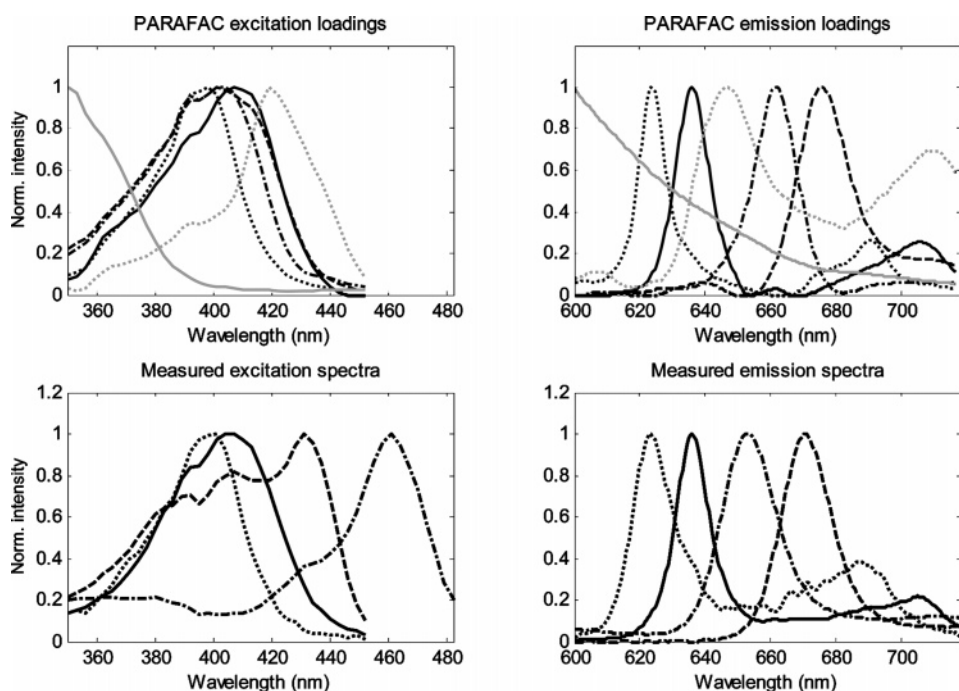 PARAFAC excitation loadings
1
0.8
0.6
0.4
0.2
0
Norm. intensity
360 380 400 420 440 460 480
Wavelength (nm)
PARAFAC emission loadings
1
0.8
0.6
0.4
0.2
0
600 620 640 660 680 700
Wavelength (nm)
Measured excitation spectra
1.2
1
0.8
0.6
0.4
0.2
0
Norm. intensity
360 380 400 420 440 460 480
Wavelength (nm)
Measured emission spectra
1.2
1
0.8
0.6
0.4
0.2
0
600 620 640 660 680 700
Wavelength (nm)